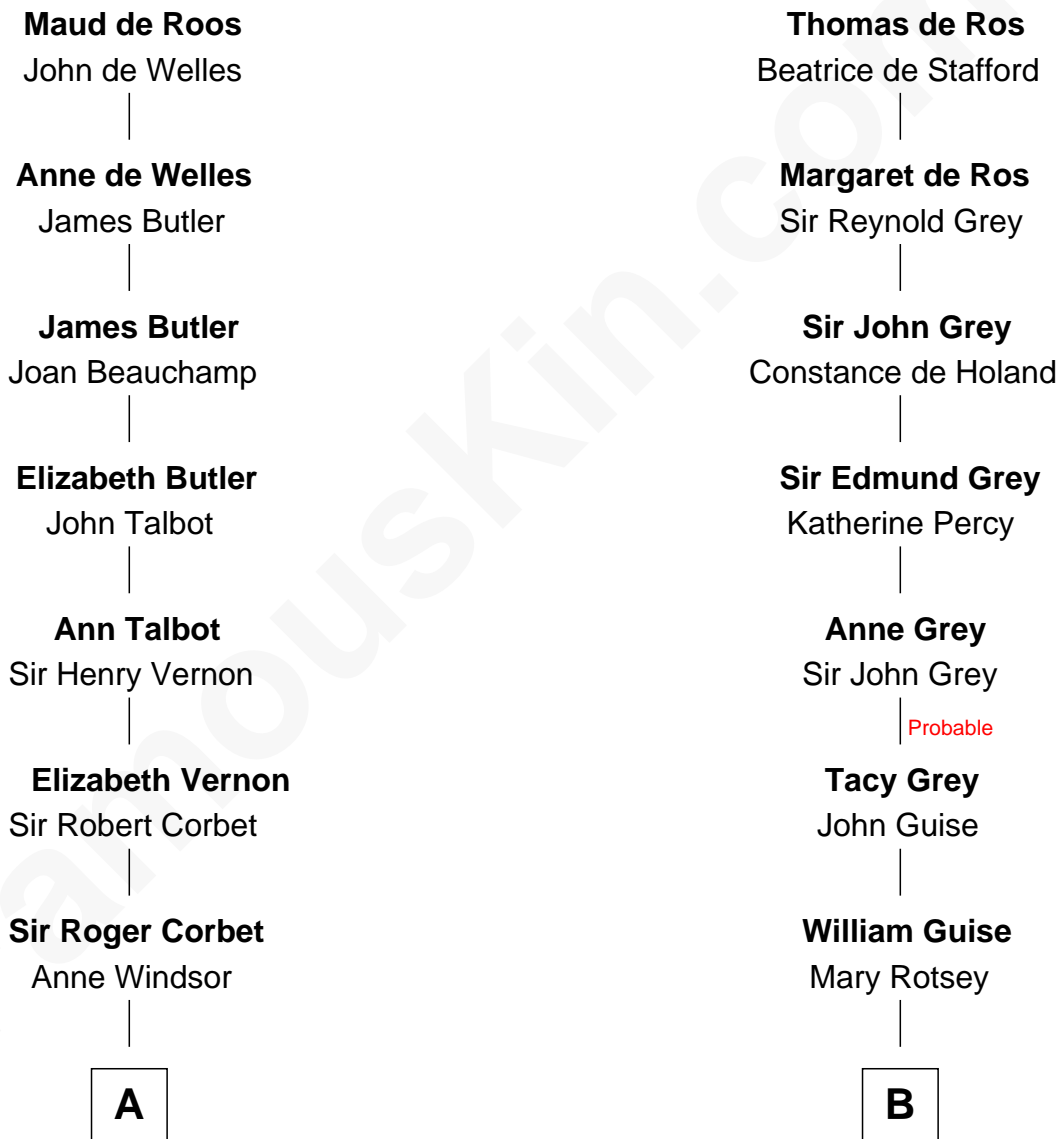 Maud de Roos
John de Welles
Anne de Welles
James Butler
James Butler
Joan Beauchamp
Elizabeth Butler
John Talbot
Ann Talbot
Sir Henry Vernon
Elizabeth Vernon
Sir Robert Corbet
Sir Roger Corbet
Anne Windsor
A
Thomas de Ros
Beatrice de Stafford
Margaret de Ros
Sir Reynold Grey
Sir John Grey
Constance de Holand
Sir Edmund Grey
Katherine Percy
Anne Grey
Sir John Grey
Probable
Tacy Grey
John Guise
William Guise
Mary Rotsey
B
amouskin.com